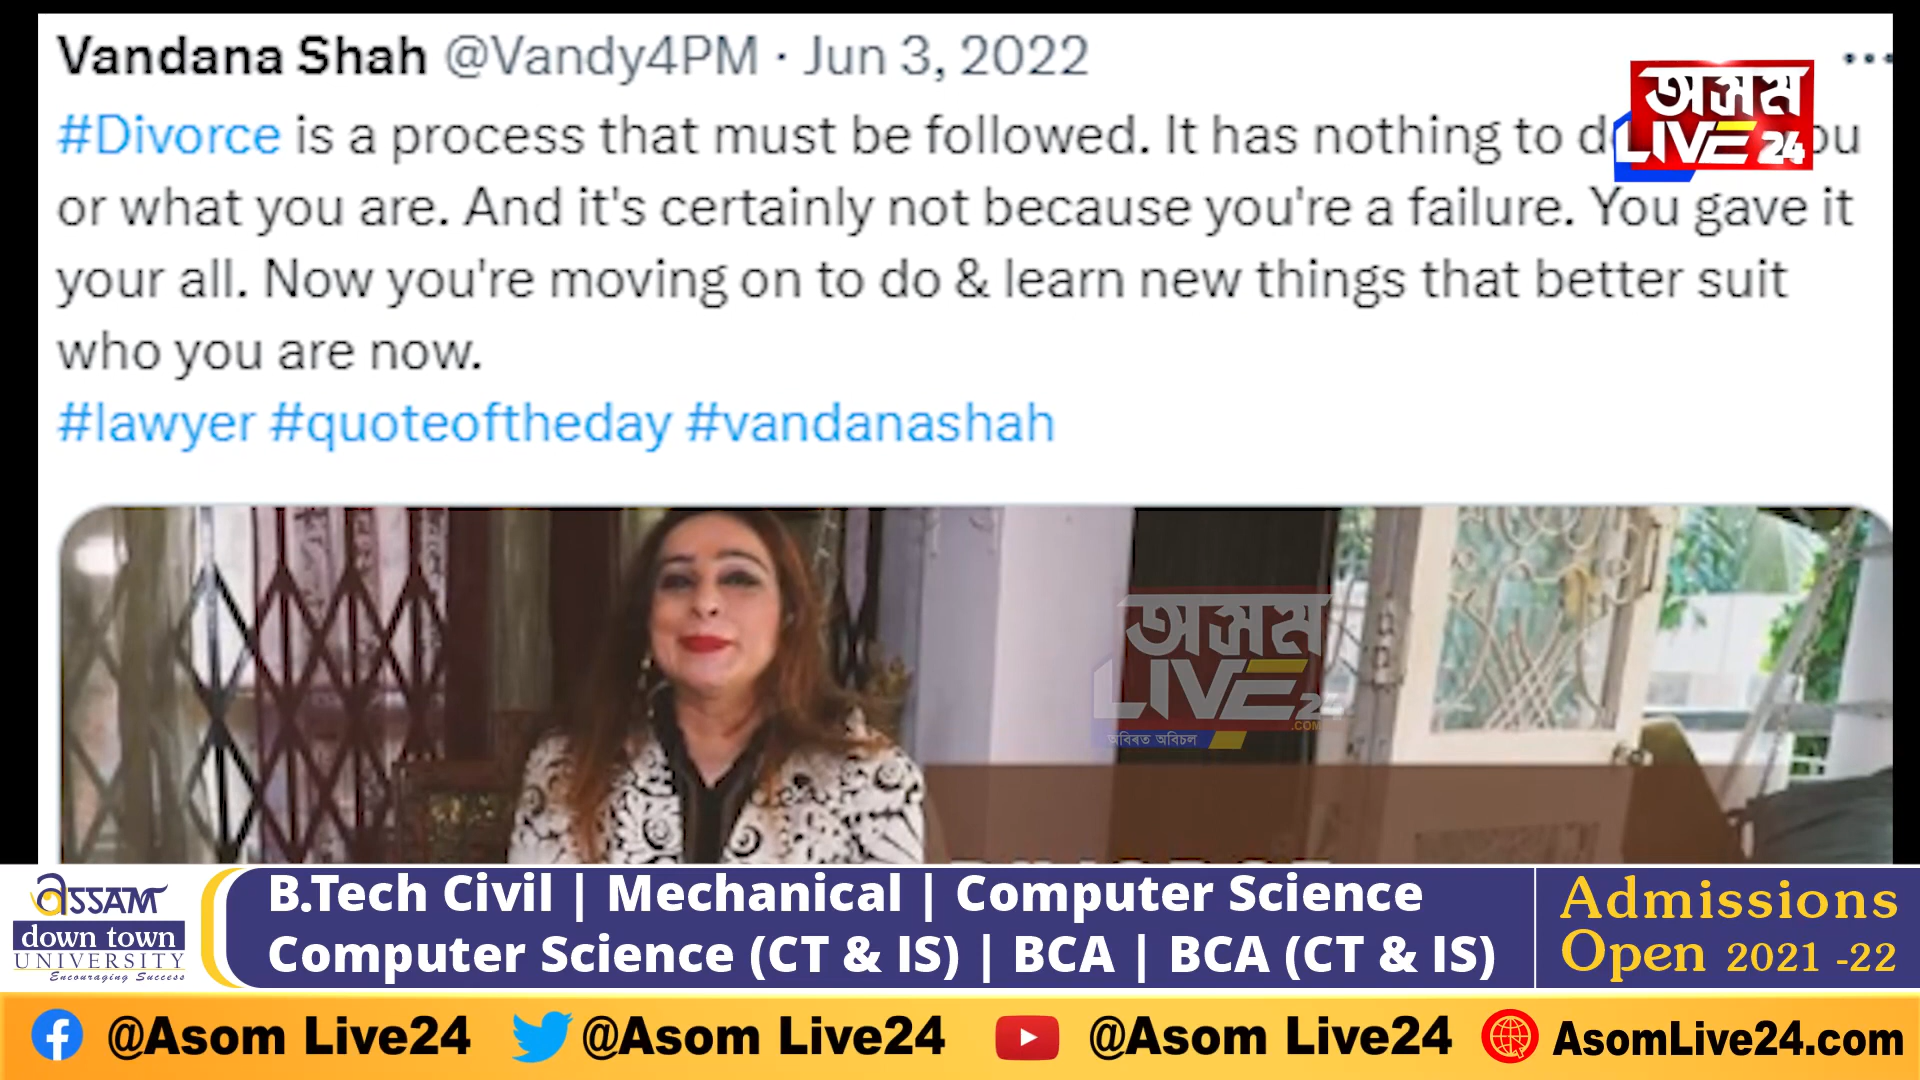 Vandana Shah @Vandy4PM · Jun 3, 2022
#Divorce is a process that must be followed. It has nothing to
or what you are. And it's certainly not because you're a failure. You gave it
your all. Now you're moving on to do & learn new things that better suit
who you are now.
#lawyer #quoteoftheday #vandanashah
অসম
LIVE 24
অসম
LIVE 24
.COM
অবিৰত অবিচল
ASSAM
down town
UNIVERSITY
Encouraging Success
B.Tech Civil | Mechanical | Computer Science
Computer Science (CT & IS) | BCA | BCA (CT & IS)
Admissions
Open 2021 -22
@Asom Live24 @Asom Live24 @Asom Live24 AsomLive24.com